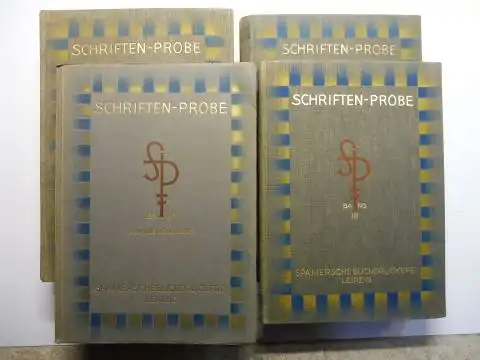 SCHRIFTEN-PROBE
SCHRIFTEN-PROBE
SCHRIFTEN-PROBE
SP
SPAMERSCHE BUCHDRUCKEREI
LEIPZIG
SCHRIFTEN-PROBE
SP
BAND
III
SPAMERSCHE BUCHDRUCKEREI
LEIPZIG